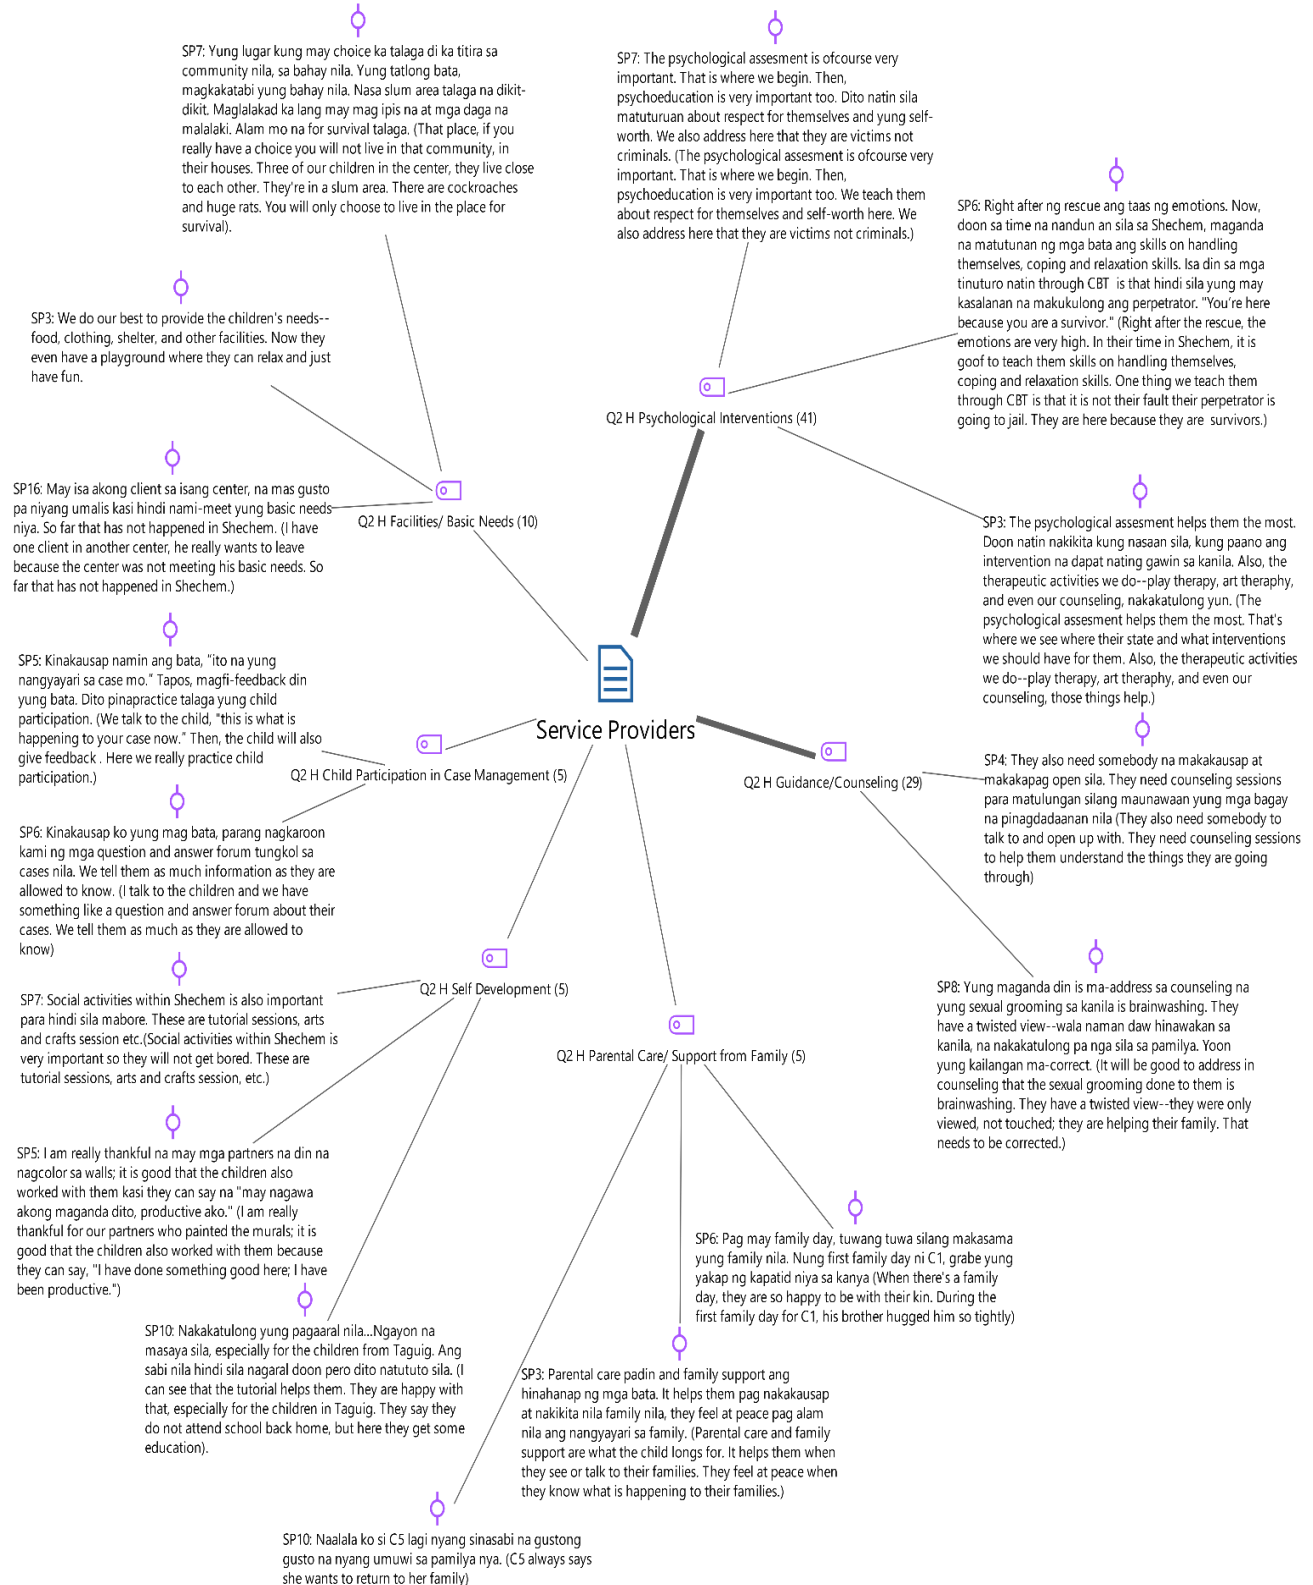 SP7: Yung lugar kung may choice ka talaga di ka titira sa
community nila, sa bahay nila. Yung tatlong bata,
magkakatabi yung bahay nila. Nasa slum area talaga na dikit-
dikit. Maglalakad ka lang may mag ipis na at mga daga na
malalaki. Alam mo na for survival talaga. (That place, if you
really have a choice you will not live in that community, in
their houses. Three of our children in the center, they live close
to each other. They're in a slum area. There are cockroaches
and huge rats. You will only choose to live in the place for
survival).
SP7: The psychological assesment is ofcourse very
important. That is where we begin. Then,
psychoeducation is very important too. Dito natin sila
matuturuan about respect for themselves and yung self-
worth. We also address here that they are victims not
criminals. (The psychological assesment is ofcourse very
important. That is where we begin. Then,
psychoeducation is very important too. We teach them
about respect for themselves and self-worth here. We
also address here that they are victims not criminals.)
SP6: Right after ng rescue ang taas ng emotions. Now,
doon sa time na nandun an sila sa Shechem, maganda
na matutunan ng mga bata ang skills on handling
themselves, coping and relaxation skills. Isa din sa mga
tinuturo natin through CBT is that hindi sila yung may
kasalanan na makukulong ang perpetrator. "You're here
because you are a survivor." (Right after the rescue, the
emotions are very high. In their time in Shechem, it is
goof to teach them skills on handling themselves,
coping and relaxation skills. One thing we teach them
through CBT is that it is not their fault their perpetrator is
going to jail. They are here because they are survivors.)
SP3: We do our best to provide the children's needs--
food, clothing, shelter, and other facilities. Now they
even have a playground where they can relax and just
have fun.
Q2 H Psychological Interventions (41)
SP16: May isa akong client sa isang center, na mas gusto
pa niyang umalis kasi hindi nami-meet yung basic needs
niya. So far that has not happened in Shechem. (I have
one client in another center, he really wants to leave
because the center was not meeting his basic needs. So
far that has not happened in Shechem.)
Q2 H Facilities/ Basic Needs (10)
SP3: The psychological assesment helps them the most.
Doon natin nakikita kung nasaan sila, kung paano ang
intervention na dapat nating gawin sa kanila. Also, the
therapeutic activities we do--play therapy, art theraphy,
and even our counseling, nakakatulong yun. (The
psychological assesment helps them the most. That's
where we see where their state and what interventions
we should have for them. Also, the therapeutic activities
we do--play therapy, art theraphy, and even our
counseling, those things help.)
SP5: Kinakausap namin ang bata, "ito na yung
nangyayari sa case mo." Tapos, magfi-feedback din
yung bata. Dito pinapractice talaga yung child
participation. (We talk to the child, "this is what is
happening to your case now." Then, the child will also
give feedback . Here we really practice child
participation.)
Service Providers
Q2 H Child Participation in Case Management (5)
Q2 H Guidance/Counseling (29)
SP4: They also need somebody na makakausap at
makakapag open sila. They need counseling sessions
para matulungan silang maunawaan yung mga bagay
na pinagdadaanan nila (They also need somebody to
talk to and open up with. They need counseling sessions
to help them understand the things they are going
through)
SP6: Kinakausap ko yung mag bata, parang nagkaroon
kami ng mga question and answer forum tungkol sa
cases nila. We tell them as much information as they are
allowed to know. (I talk to the children and we have
something like a question and answer forum about their
cases. We tell them as much as they are allowed to
know)
Q2 H Self Development (5)
SP7: Social activities within Shechem is also important
para hindi sila mabore. These are tutorial sessions, arts
and crafts session etc.(Social activities within Shechem is
very important so they will not get bored. These are
tutorial sessions, arts and crafts session, etc.)
Q2 H Parental Care/ Support from Family (5)
SP8: Yung maganda din is ma-address sa counseling na
yung sexual grooming sa kanila is brainwashing. They
have a twisted view--wala naman daw hinawakan sa
kanila, na nakakatulong pa nga sila sa pamilya. Yoon
yung kailangan ma-correct. (It will be good to address in
counseling that the sexual grooming done to them is
brainwashing. They have a twisted view--they were only
viewed, not touched; they are helping their family. That
needs to be corrected.)
SP5: I am really thankful na may mga partners na din na
nagcolor sa walls; it is good that the children also
worked with them kasi they can say na "may nagawa
akong maganda dito, productive ako." (I am really
thankful for our partners who painted the murals; it is
good that the children also worked with them because
they can say, "I have done something good here; I have
been productive.")
SP6: Pag may family day, tuwang tuwa silang makasama
yung family nila. Nung first family day ni C1, grabe yung
yakap ng kapatid niya sa kanya (When there's a family
day, they are so happy to be with their kin. During the
first family day for C1, his brother hugged him so tightly)
SP10: Nakakatulong yung pagaaral nila...Ngayon na
masaya sila, especially for the children from Taguig. Ang
sabi nila hindi sila nagaral doon pero dito natututo sila. (I
can see that the tutorial helps them. They are happy with
that, especially for the children in Taguig. They say they
do not attend school back home, but here they get some
education).
SP3: Parental care padin and family support ang
hinahanap ng mga bata. It helps them pag nakakausap
at nakikita nila family nila, they feel at peace pag alam
nila ang nangyayari sa family. (Parental care and family
support are what the child longs for. It helps them when
they see or talk to their families. They feel at peace when
they know what is happening to their families.)
SP10: Naalala ko si C5 lagi nyang sinasabi na gustong
gusto na nyang umuwi sa pamilya nya. (C5 always says
she wants to return to her family)